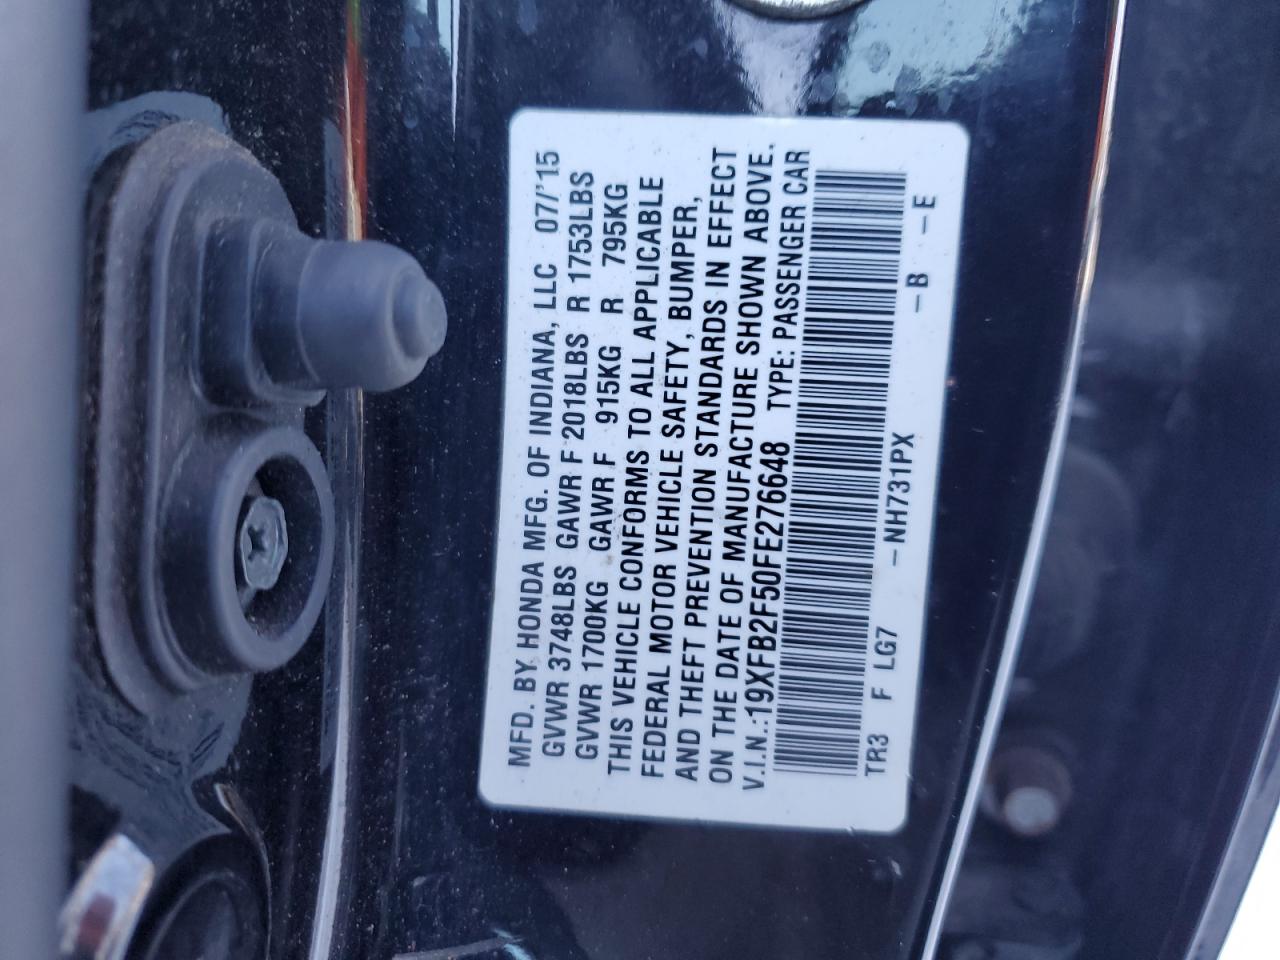 MFD. BY HONDA MFG. OF INDIANA, LLC 07/'15
GVWR 3748LBS GAWR F 2018LBS R 1753LBS
GVWR 1700KG GAWR F 915KG R 795KG
THIS VEHICLE CONFORMS TO ALL APPLICABLE
FEDERAL MOTOR VEHICLE SAFETY, BUMPER,
AND THEFT PREVENTION STANDARDS IN EFFECT
ON THE DATE OF MANUFACTURE SHOWN ABOVE.
V.I.N.:19XFB2F50FE276648 TYPE: PASSENGER CAR
TR3 F LG7 -NH731PX -B -E